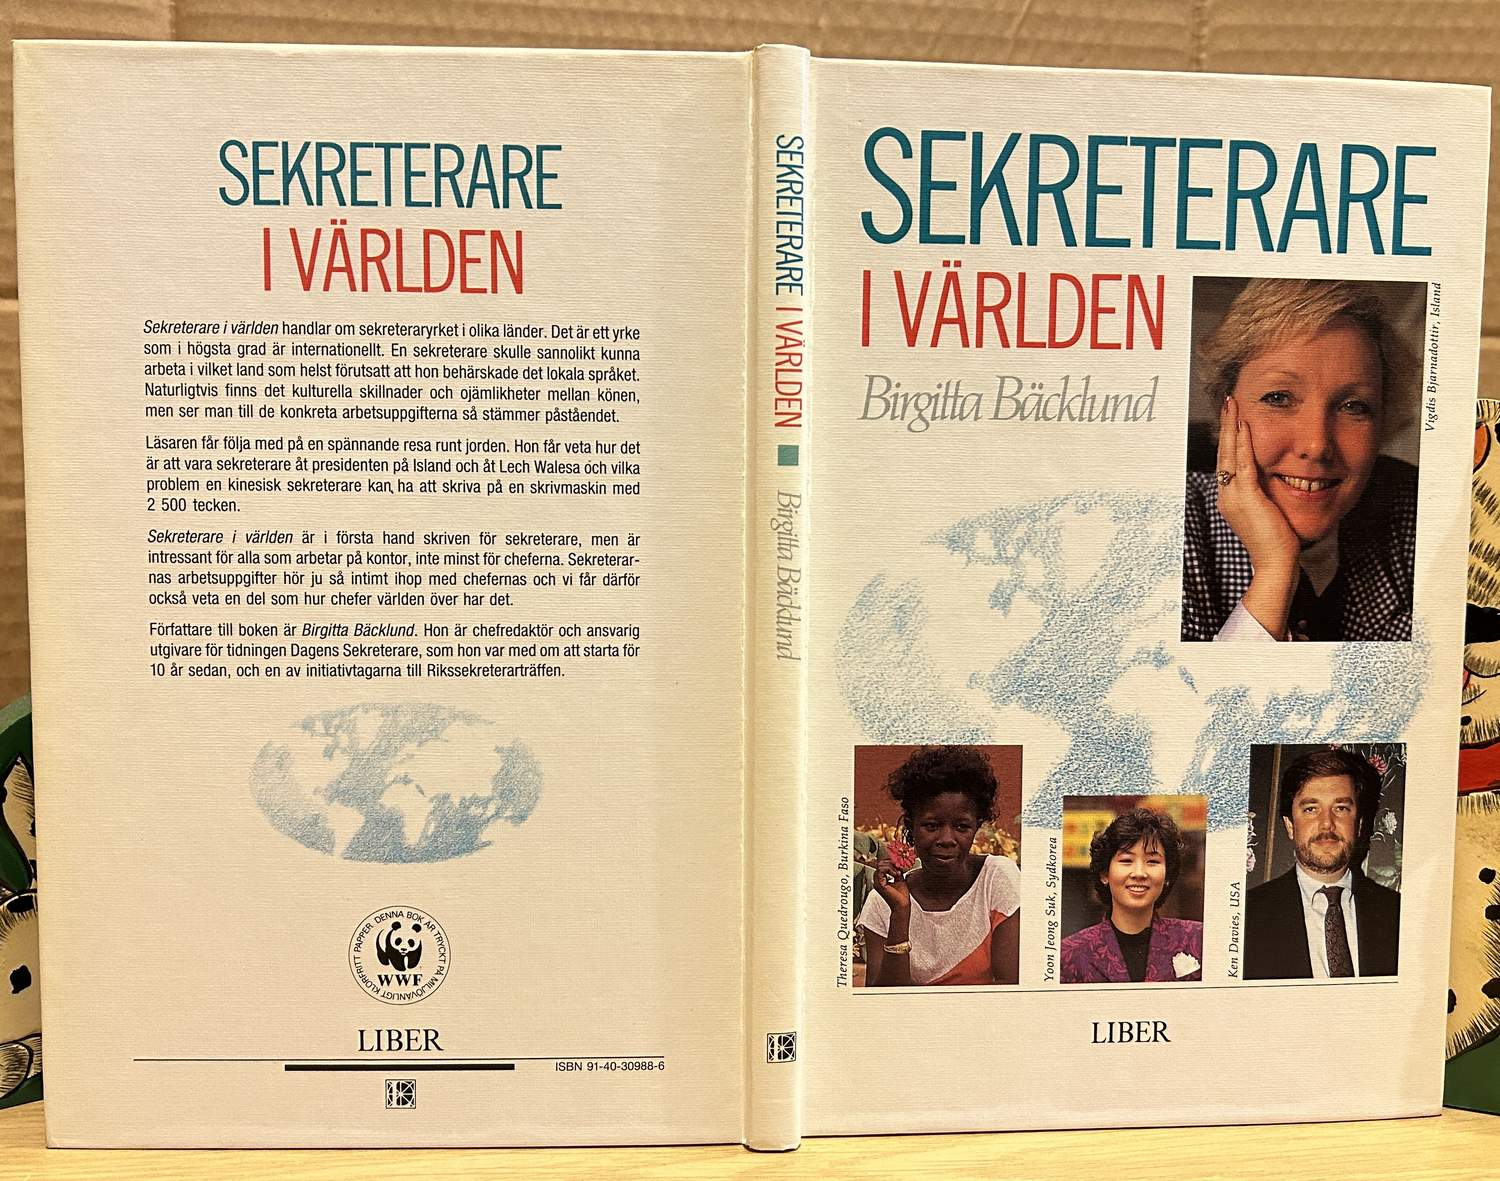 SEKRETERARE
I VÄRLDEN
Sekreterare i världen handlar om sekreteraryrket i olika länder. Det är ett yrke
som i högsta grad är internationellt. En sekreterare skulle sannolikt kunna
arbeta i vilket land som helst förutsatt att hon behärskade det lokala språket.
Naturligtvis finns det kulturella skillnader och ojämlikheter mellan könen,
men ser man till de konkreta arbetsuppgifterna så stämmer påståendet.
Läsaren får följa med på en spännande resa runt jorden. Hon får veta hur det
är att vara sekreterare åt presidenten på Island och åt Lech Walesa och vilka
problem en kinesisk sekreterare kan ha att skriva på en skrivmaskin med
2 500 tecken.
Sekreterare i världen är i första hand skriven för sekreterare, men är
intressant för alla som arbetar på kontor, inte minst för cheferna. Sekreterar-
nas arbetsuppgifter hör ju så intimt ihop med chefernas och vi får därför
också veta en del som hur chefer världen över har det.
Författare till boken är Birgitta Bäcklund. Hon är chefredaktör och ansvarig
utgivare för tidningen Dagens Sekreterare, som hon var med om att starta för
10 år sedan, och en av initiativtagarna till Rikssekreterarträffen.
DENNA BOK ÄR TRYCKT PÅ MILJÖVÄNLIGT KLORFRITT PAPPER.
WWF
LIBER
ISBN 91-40-30988-6
SEKRETERARE I VÄRLDEN
Birgitta Bäcklund
SEKRETERARE
I VÄRLDEN
Birgitta Bäcklund
Vigdis Bjarnadottir, Island
Theresa Quedrougo, Burkina Faso
Yoon Jeong Suk, Sydkorea
Ken Davies, USA
LIBER